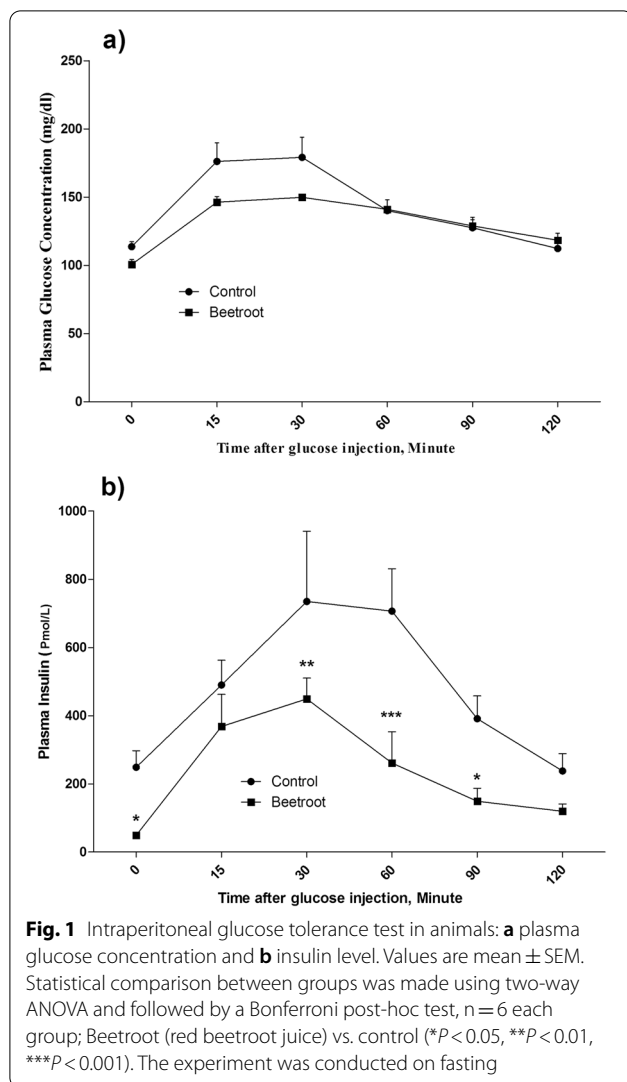 a)
Plasma Glucose Concentration (mg/dl)
250
200
150
100
50
0
Control
Beetroot
0 15 30 60 90 120
Time after glucose injection, Minute
b)
Plasma Insulin (Pmol/L)
1000
800
600
400
200
0
**
***
*
*
Control
Beetroot
0 15 30 60 90 120
Time after glucose injection, Minute
Fig. 1 Intraperitoneal glucose tolerance test in animals: a plasma
glucose concentration and b insulin level. Values are mean ± SEM.
Statistical comparison between groups was made using two-way
ANOVA and followed by a Bonferroni post-hoc test, n = 6 each
group; Beetroot (red beetroot juice) vs. control (*P < 0.05, **P < 0.01,
***P < 0.001). The experiment was conducted on fasting